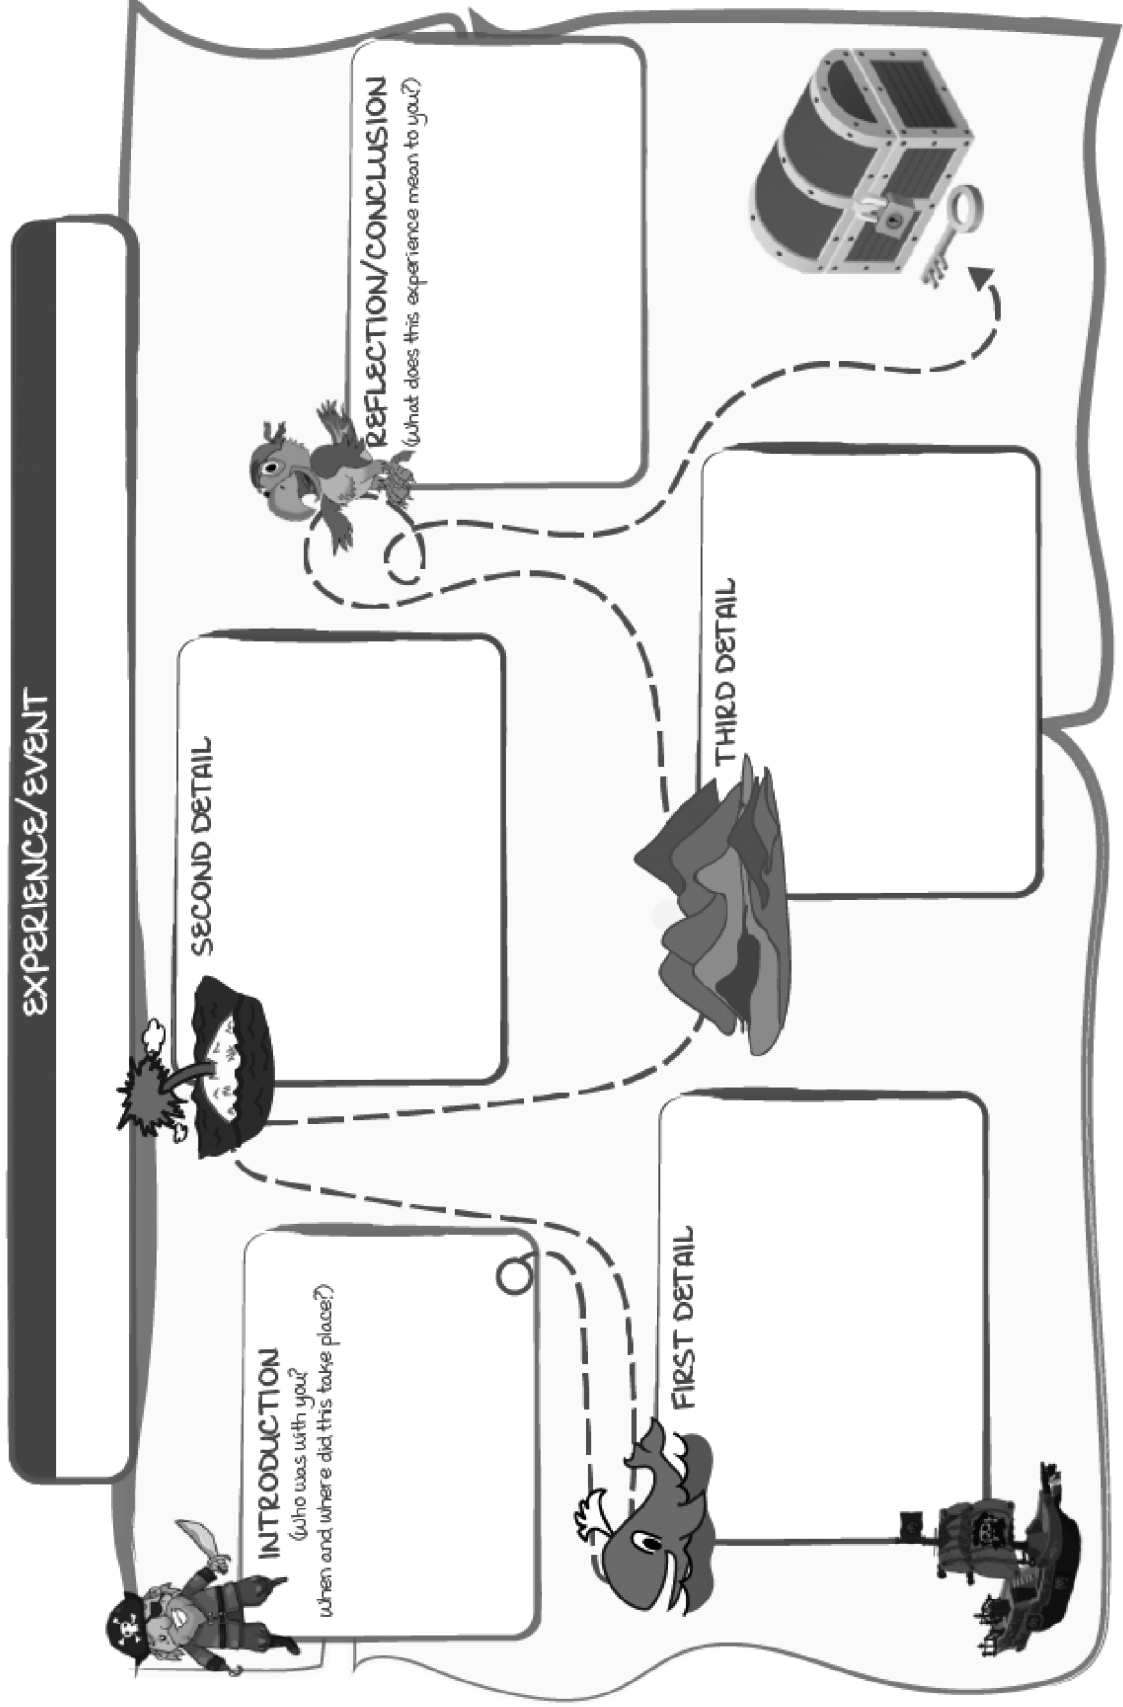 EXPERIENCE/EVENT
INTRODUCTION
(Who was with you?
When and where did this take place?)
SECOND DETAIL
REFLECTION/CONCLUSION
(What does this experience mean to you?)
FIRST DETAIL
THIRD DETAIL